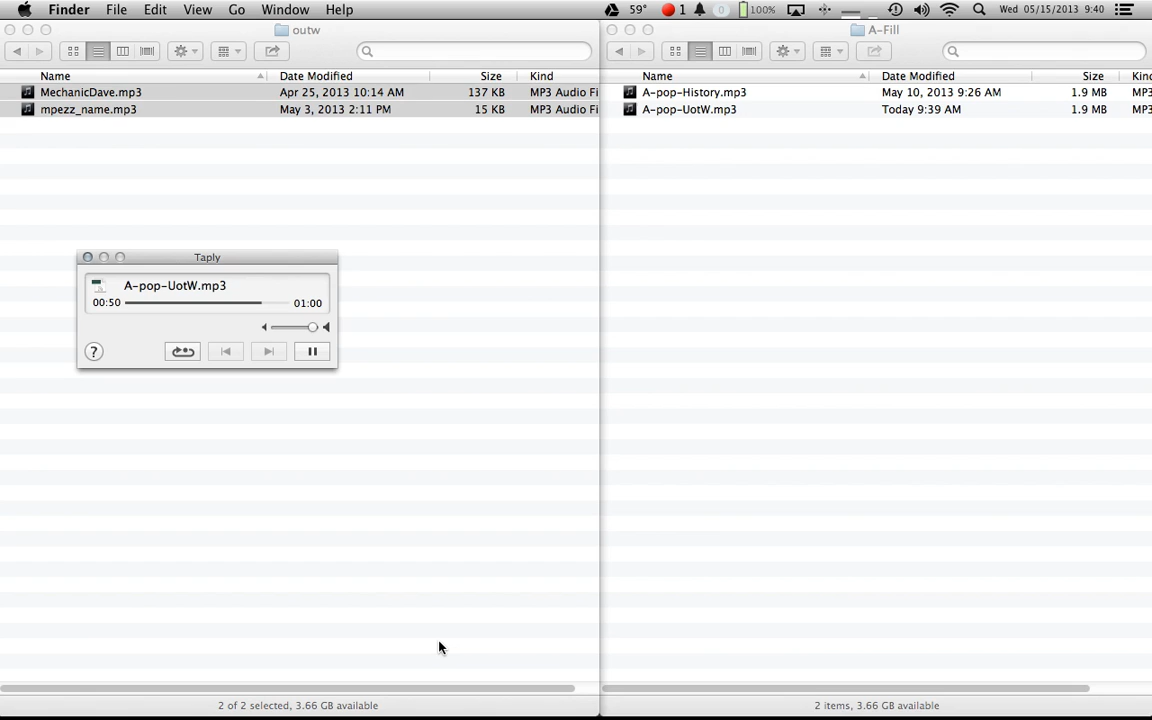 Finder File Edit View Go Window Help 59° 1 0 100% Wed 05/15/2013 9:40
outw
Name Date Modified Size Kind
MechanicDave.mp3 Apr 25, 2013 10:14 AM 137 KB MP3 Audio Fi
mpezz_name.mp3 May 3, 2013 2:11 PM 15 KB MP3 Audio Fi
Taply
A-pop-UotW.mp3
00:50 01:00
?
2 of 2 selected, 3.66 GB available
A-Fill
Name Date Modified Size Kind
A-pop-History.mp3 May 10, 2013 9:26 AM 1.9 MB MP3
A-pop-UotW.mp3 Today 9:39 AM 1.9 MB MP3
2 items, 3.66 GB available